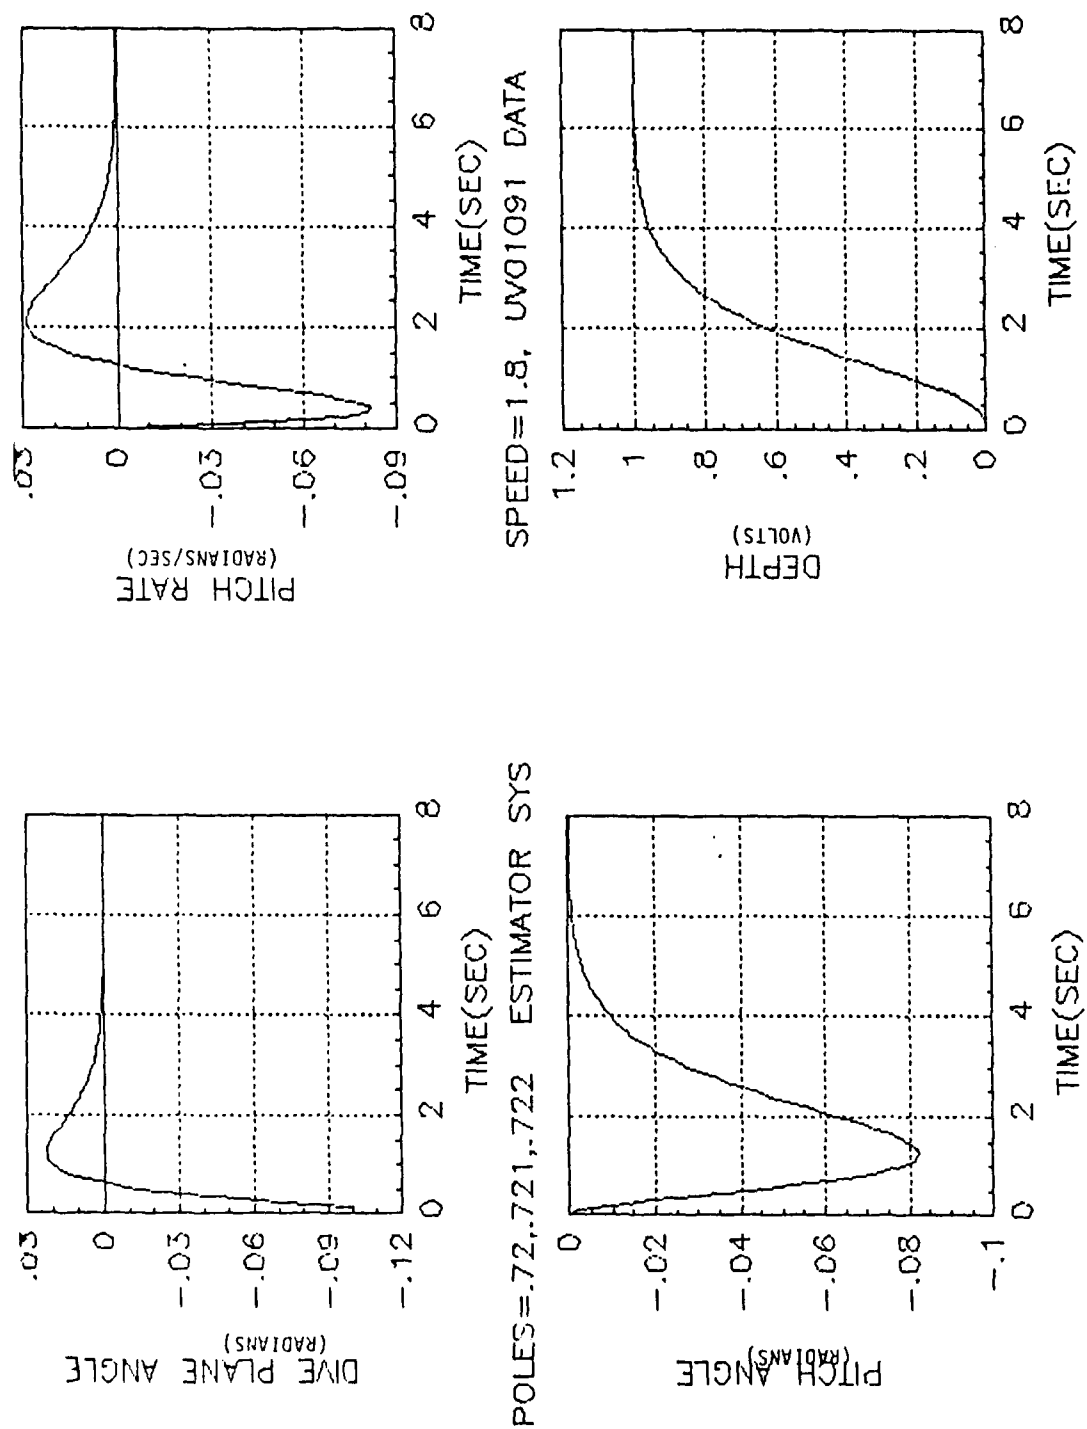 DIVE PLANE ANGLE
(RADIANS)
.03
0
-.03
-.06
-.09
-.12
0 2 4 6 8
TIME(SEC)
PITCH RATE
(RADIANS/SEC)
.03
0
-.03
-.06
-.09
0 2 4 6 8
TIME(SEC)
POLES=.72,.721,.722 ESTIMATOR SYS
SPEED=1.8, UV01091 DATA
PITCH ANGLE
(RADIANS)
0
-.02
-.04
-.06
-.08
-.1
0 2 4 6 8
TIME(SEC)
DEPTH
(VOLTS)
1.2
1
.8
.6
.4
.2
0
0 2 4 6 8
TIME(SEC)